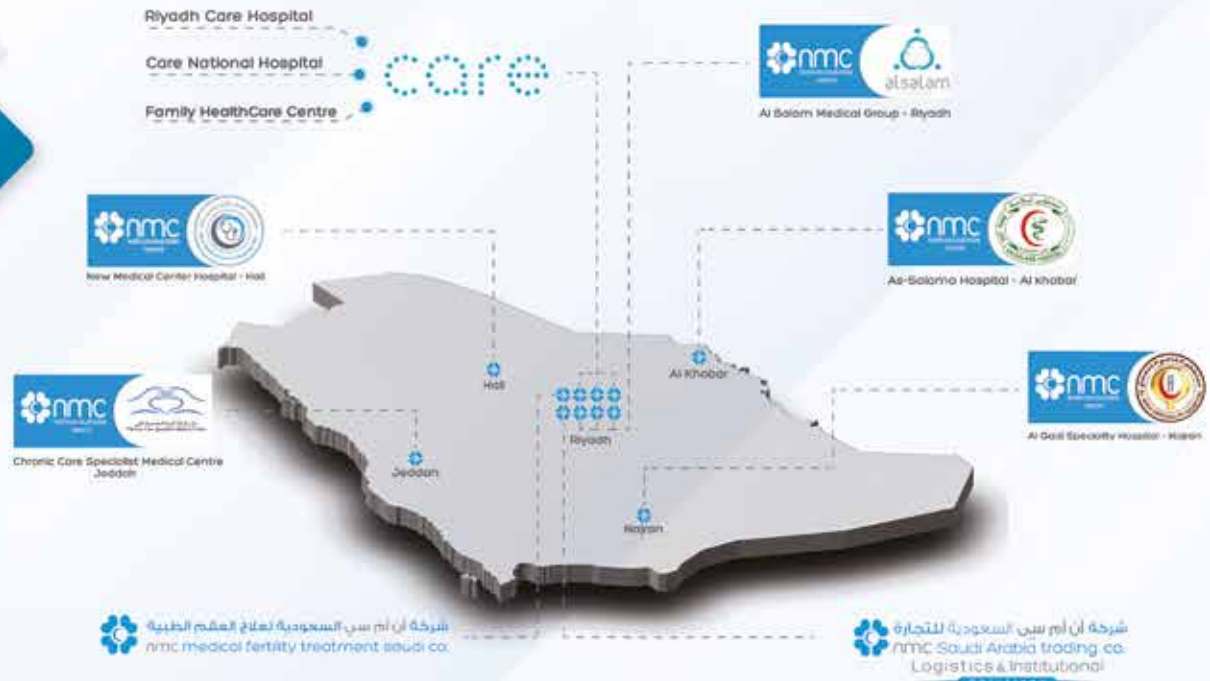 Riyadh Care Hospital
Care National Hospital
Family HealthCare Centre
care
nmc
alsalam
Al Salam Medical Group - Riyadh
nmc
New Medical Center Hospital - Hail
nmc
As-Salama Hospital - Al Khobar
nmc
Chronic Care Specialist Medical Centre
Jeddah
nmc
Al Qadi Specialty Hospital - Najran
Hail
Al Khobar
Riyadh
Jeddah
Najran
شركة أن أم سي السعودية لعلاج العقم الطبية
nmc medical fertility treatment saudi co.
شركة أن أم سي السعودية للتجارة
nmc Saudi Arabia trading co.
Logistics & Institutional